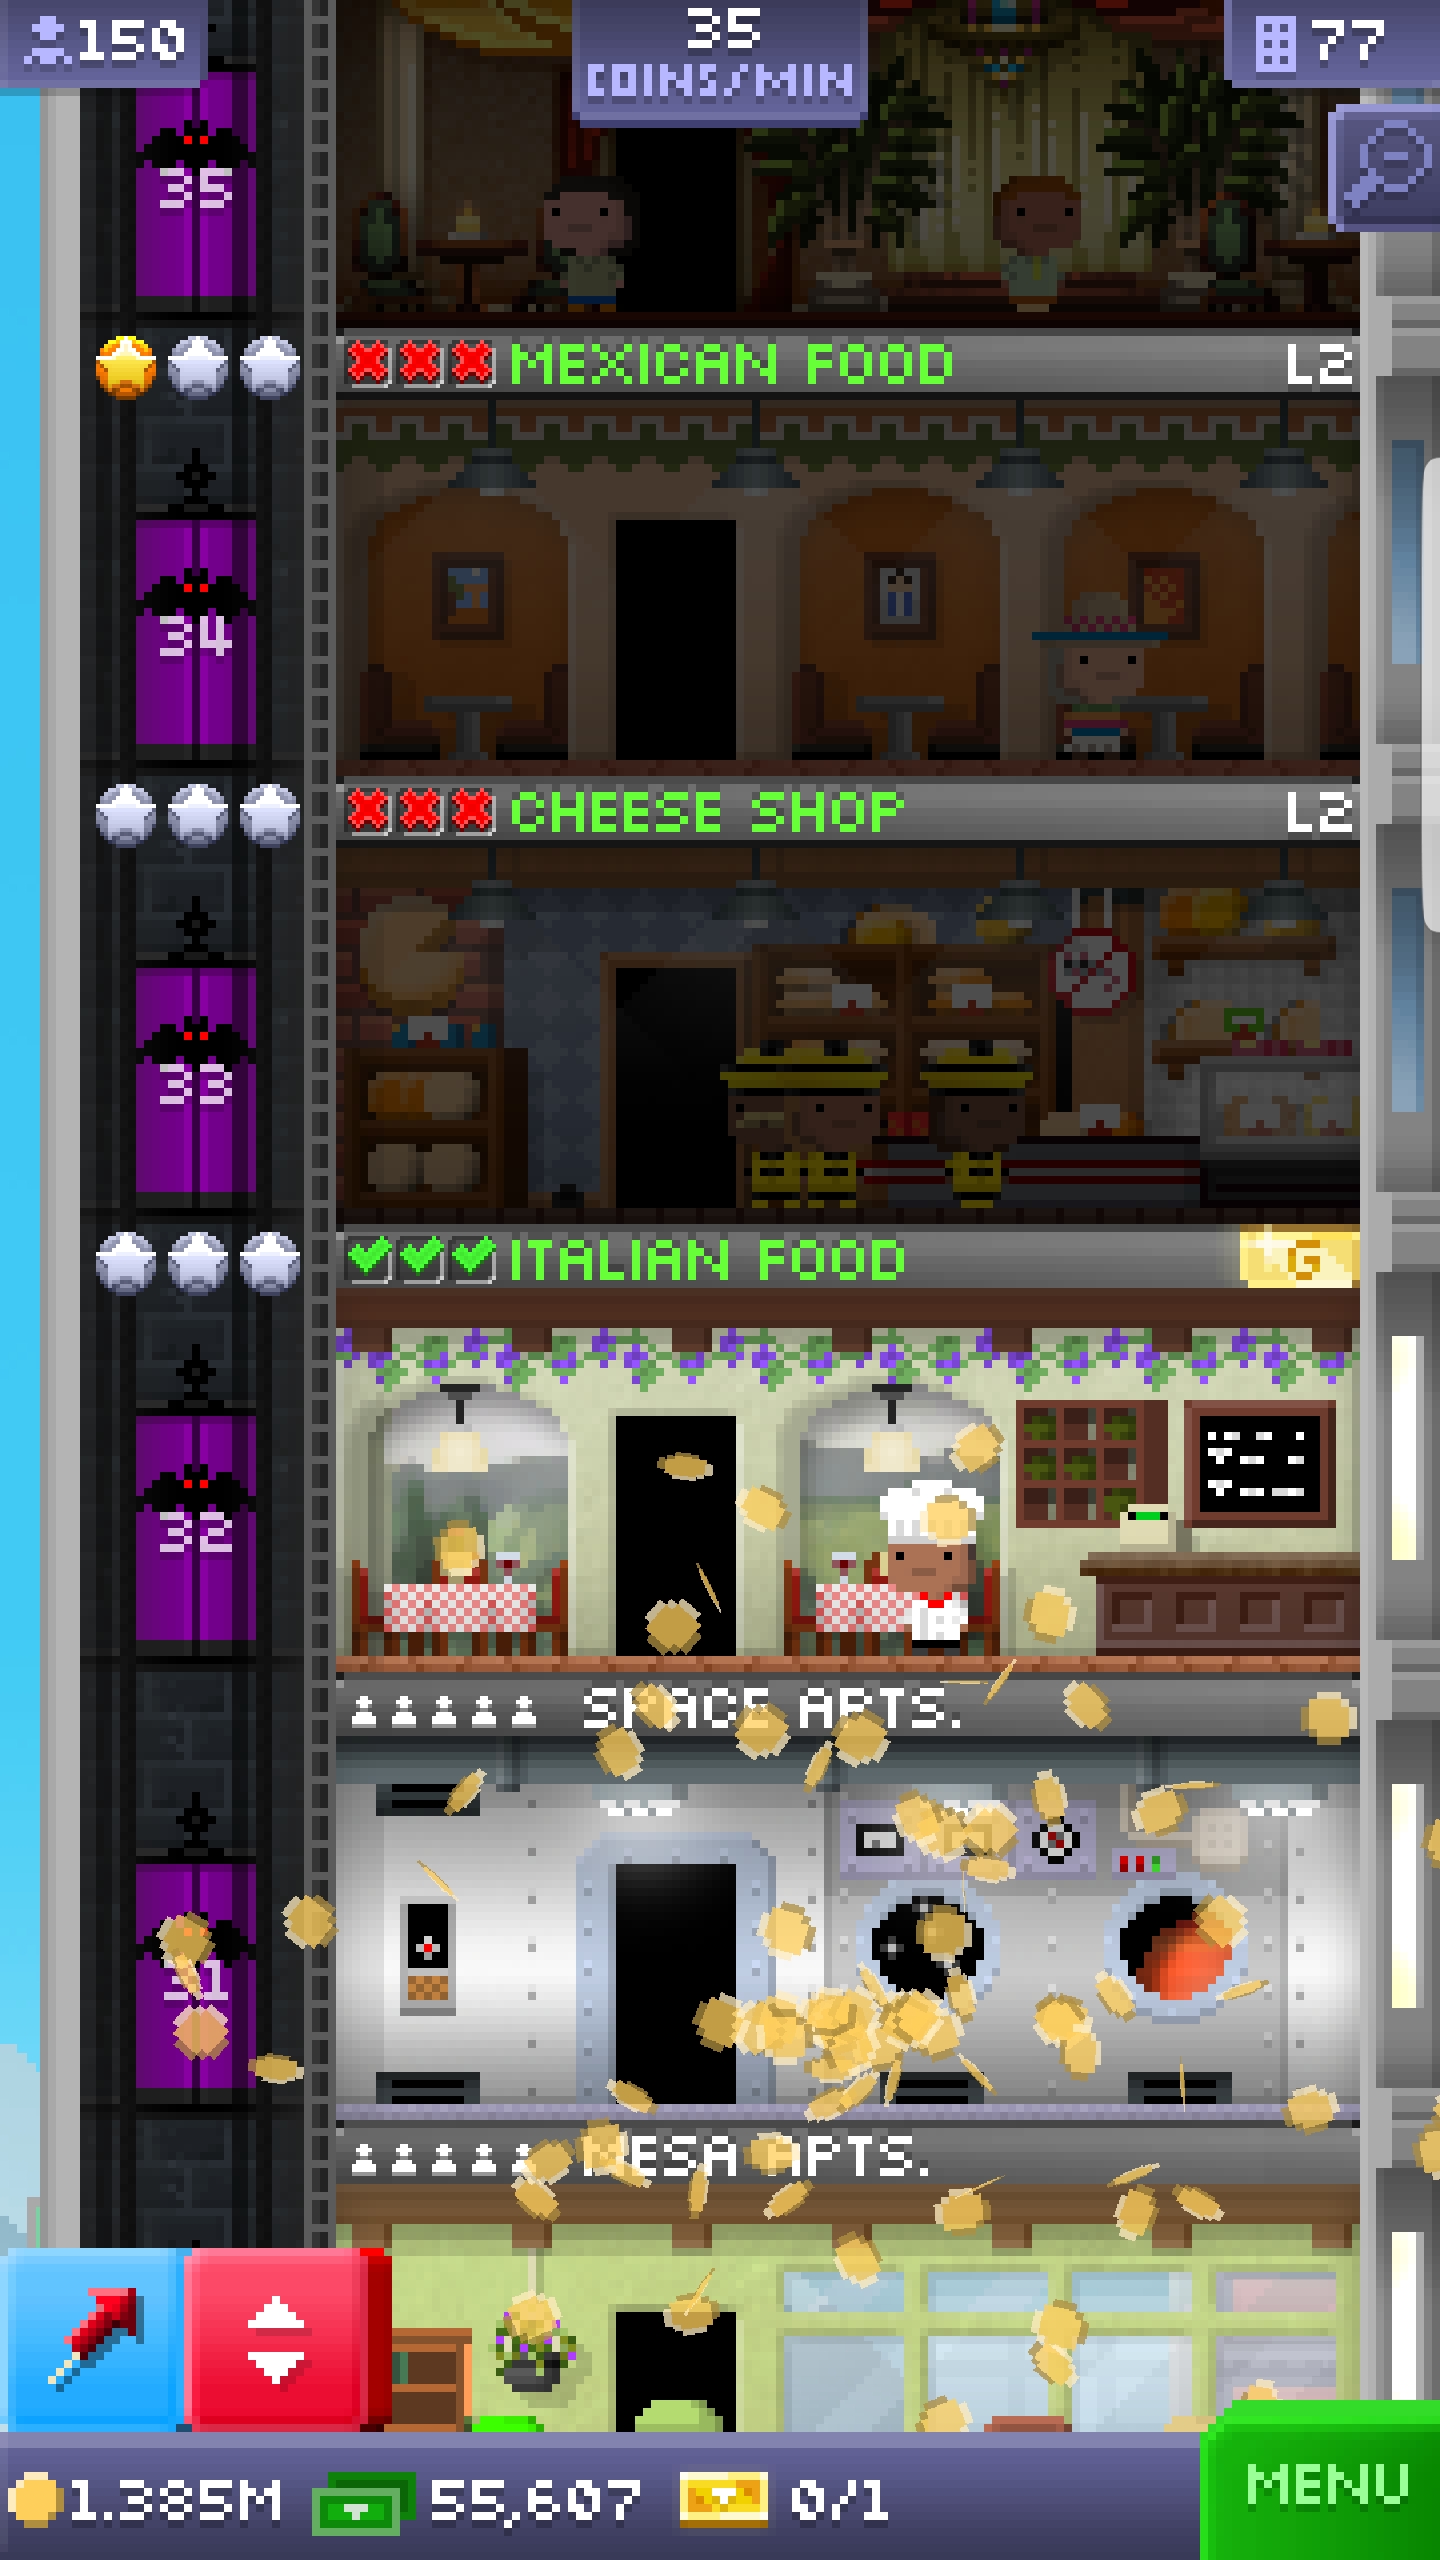 150
35
COINS/MIN
77
35
MEXICAN FOOD
L2
34
CHEESE SHOP
L2
33
ITALIAN FOOD
G
32
SPACE APTS.
31
MESA APTS.
1.385M
55,607
0/1
MENU